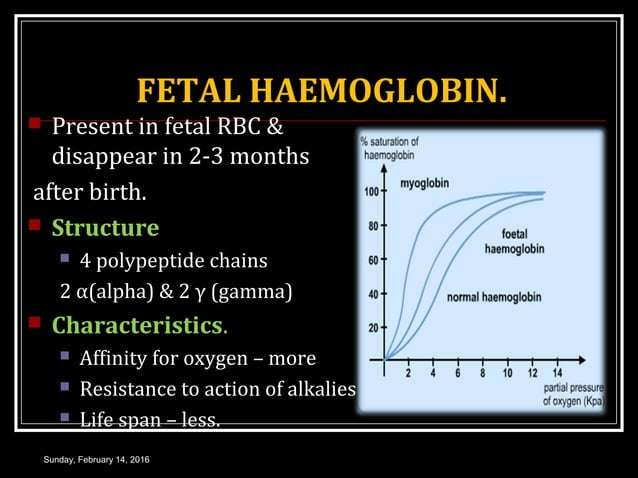 FETAL HAEMOGLOBIN.
Present in fetal RBC &
disappear in 2-3 months
after birth.
Structure
4 polypeptide chains
2 α(alpha) & 2 γ (gamma)
Characteristics.
Affinity for oxygen – more
Resistance to action of alkalies
Life span – less.
% saturation of
haemoglobin
100
80
60
40
20
myoglobin
foetal
haemoglobin
normal haemoglobin
2 4 6 8 10 12 14
partial pressure
of oxygen (Kpa)
Sunday, February 14, 2016